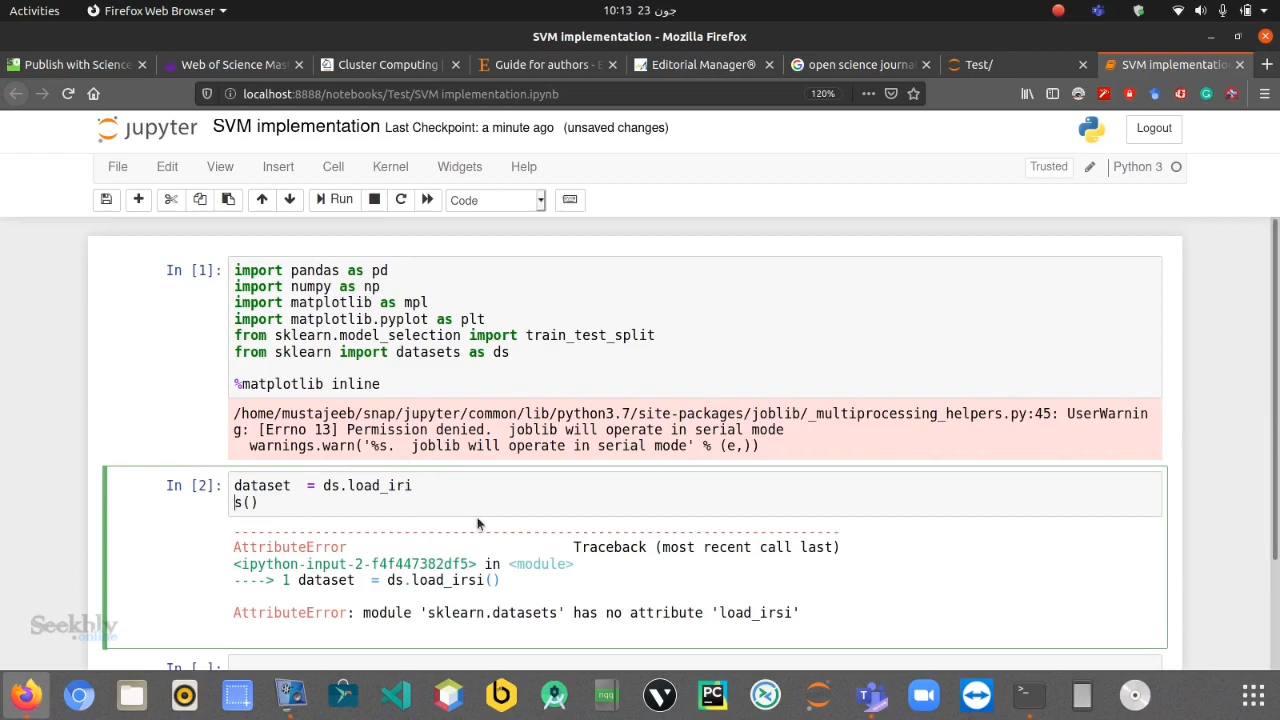 Activities Firefox Web Browser 10:13 جون 23
SVM implementation - Mozilla Firefox
Publish with Science Web of Science Mast Cluster Computing | Guide for authors - E Editorial Manager® open science journal Test/ SVM implementation
localhost:8888/notebooks/Test/SVM implementation.ipynb 120%
jupyter SVM implementation Last Checkpoint: a minute ago (unsaved changes) Logout
File Edit View Insert Cell Kernel Widgets Help Trusted Python 3
Run Code
In [1]: import pandas as pd
import numpy as np
import matplotlib as mpl
import matplotlib.pyplot as plt
from sklearn.model_selection import train_test_split
from sklearn import datasets as ds
%matplotlib inline
/home/mustajeeb/snap/jupyter/common/lib/python3.7/site-packages/joblib/_multiprocessing_helpers.py:45: UserWarnin
g: [Errno 13] Permission denied.  joblib will operate in serial mode
warnings.warn('%s.  joblib will operate in serial mode' % (e,))
In [2]: dataset  = ds.load_iri
s()
---------------------------------------------------------------------------
AttributeError                            Traceback (most recent call last)
<ipython-input-2-f4f447382df5> in <module>
----> 1 dataset  = ds.load_irsi()
AttributeError: module 'sklearn.datasets' has no attribute 'load_irsi'
Seekhly
.online
In [ ]:
nqq PC